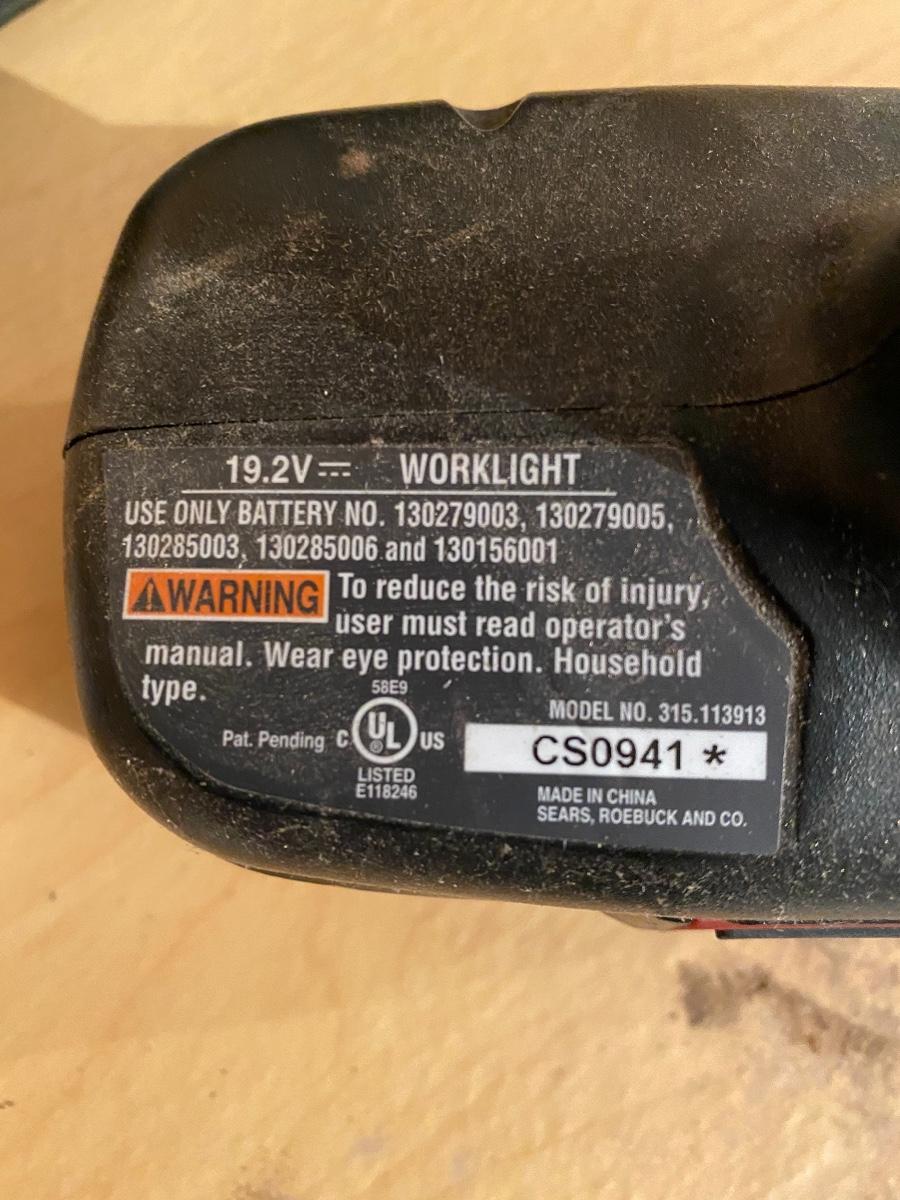 19.2V WORKLIGHT
USE ONLY BATTERY NO. 130279003, 130279005,
130285003, 130285006 and 130156001
WARNING To reduce the risk of injury,
user must read operator's
manual. Wear eye protection. Household
type.
58E9
MODEL NO. 315.113913
Pat. Pending C UL ® US
CS0941 *
LISTED
E118246
MADE IN CHINA
SEARS, ROEBUCK AND CO.